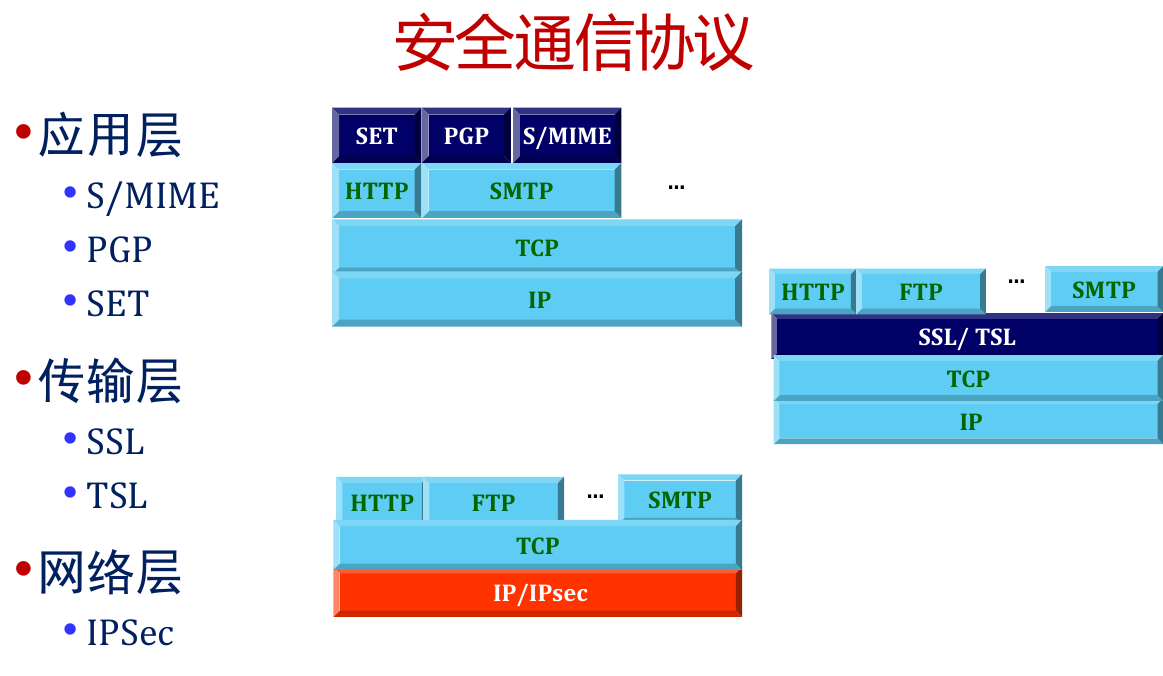 安全通信协议
•应用层
• S/MIME
• PGP
• SET
•传输层
• SSL
• TSL
•网络层
• IPSec
SET PGP S/MIME
HTTP SMTP ...
TCP
IP
HTTP FTP ... SMTP
SSL/ TSL
TCP
IP
HTTP FTP ... SMTP
TCP
IP/IPsec